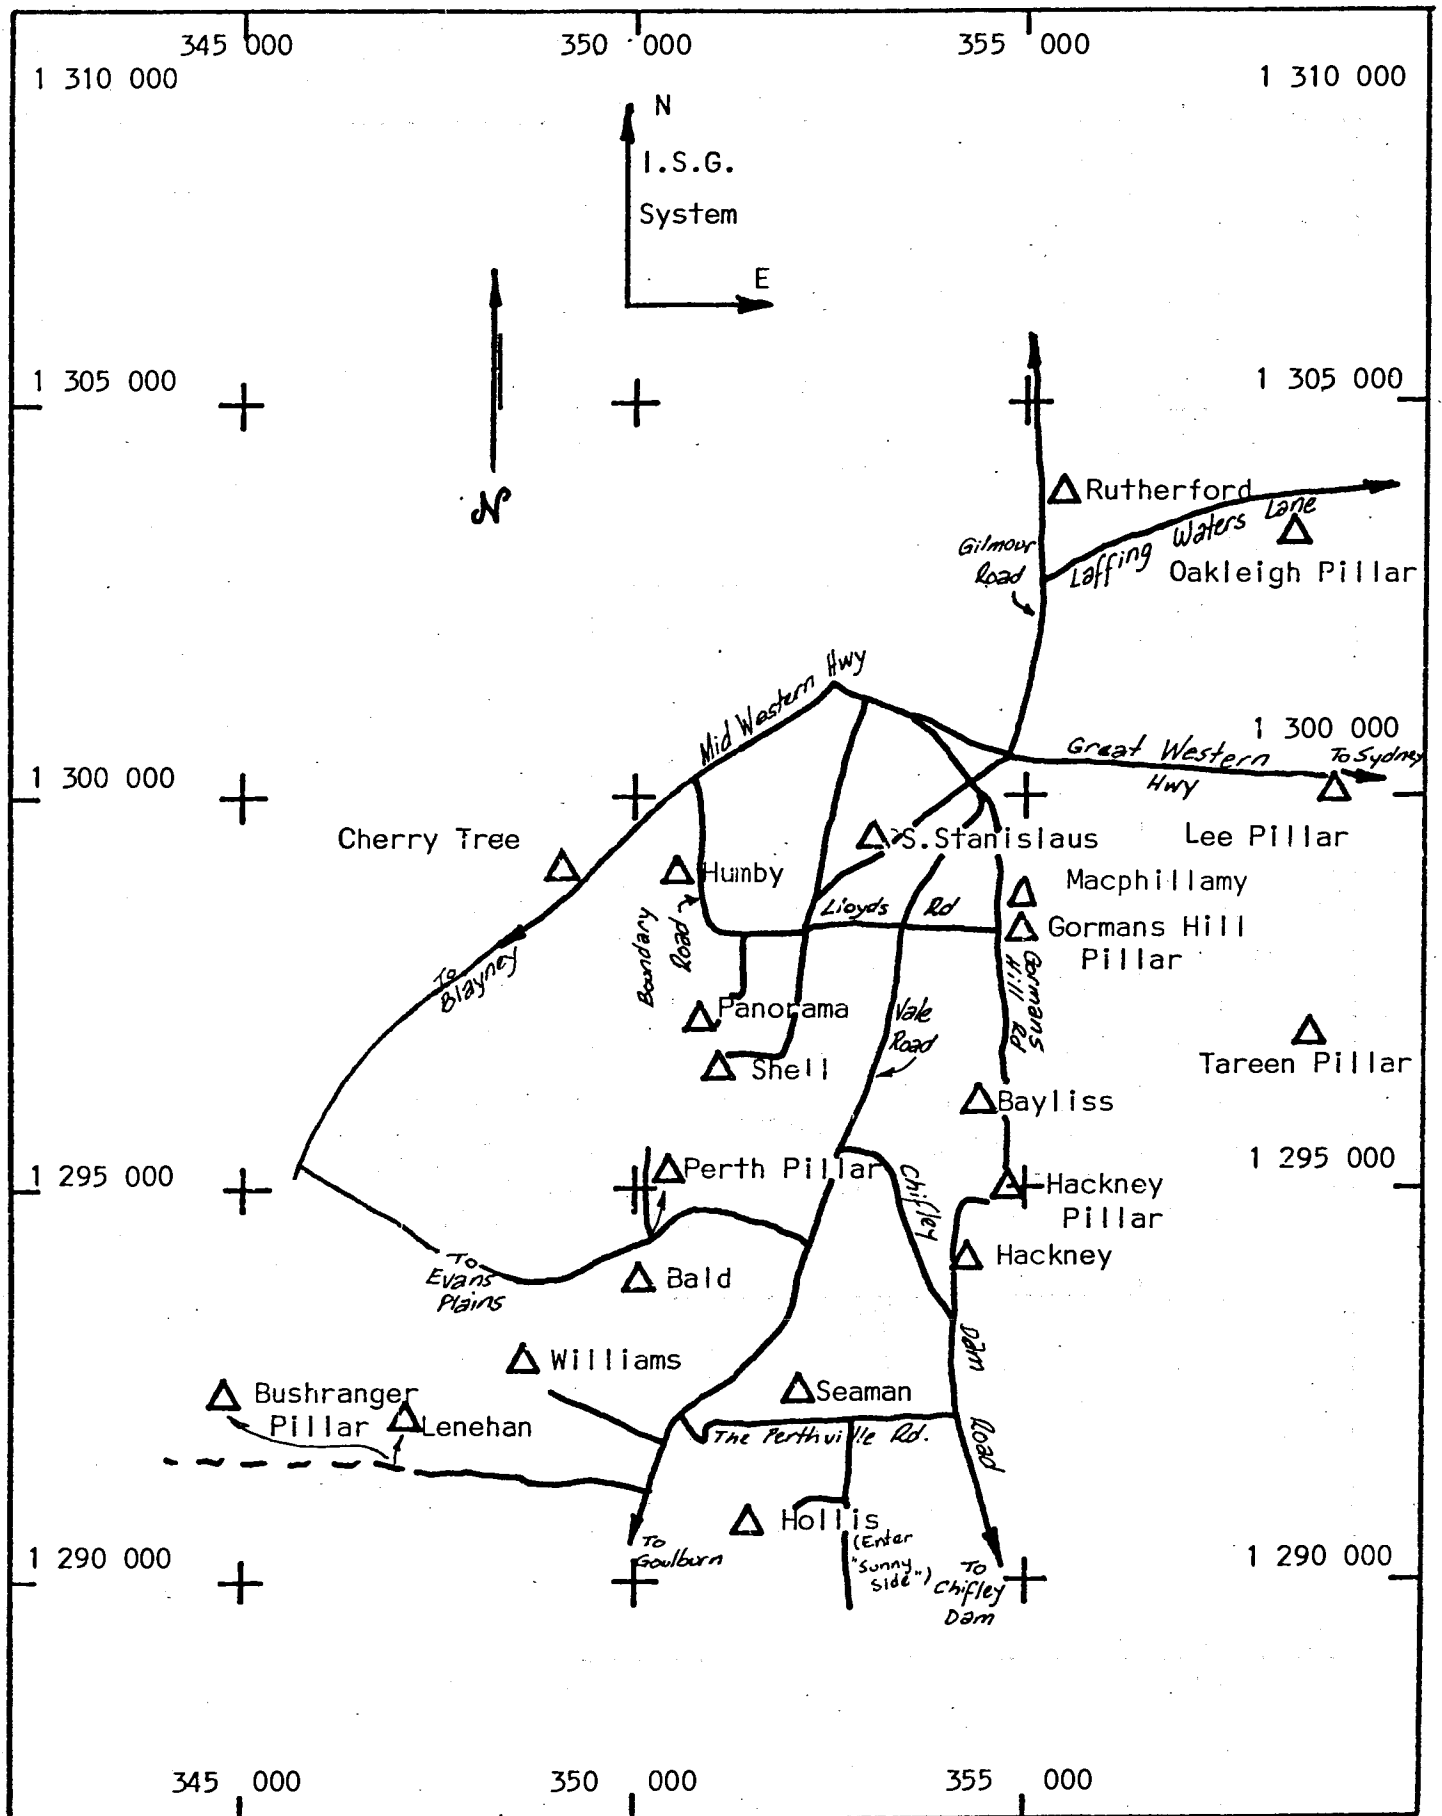 345 000
350 000
355 000
1 310 000
1 310 000
N
I.S.G.
System
E
1 305 000
1 305 000
N
Rutherford
Gilmour
Road
Laffing Waters Lane
Oakleigh Pillar
Mid Western Hwy
1 300 000
Great Western
Hwy
To Sydney
1 300 000
Cherry Tree
S.Stanislaus
Lee Pillar
Humby
Macphillamy
Lloyds Rd
Gormans Hill
Pillar
Boundary
Road
To
Blayney
Gormans
Hill Rd
Panorama
Vale
Road
Shell
Tareen Pillar
Bayliss
1 295 000
Perth Pillar
1 295 000
Chifley
Hackney
Pillar
To
Evans
Plains
Bald
Hackney
Williams
Dam
Bushranger
Pillar
Lenehan
Seaman
The Perthville Rd.
Road
Hollis
To
Goulburn
(Enter
"Sunny
Side")
To
Chifley
Dam
1 290 000
1 290 000
345 000
350 000
355 000